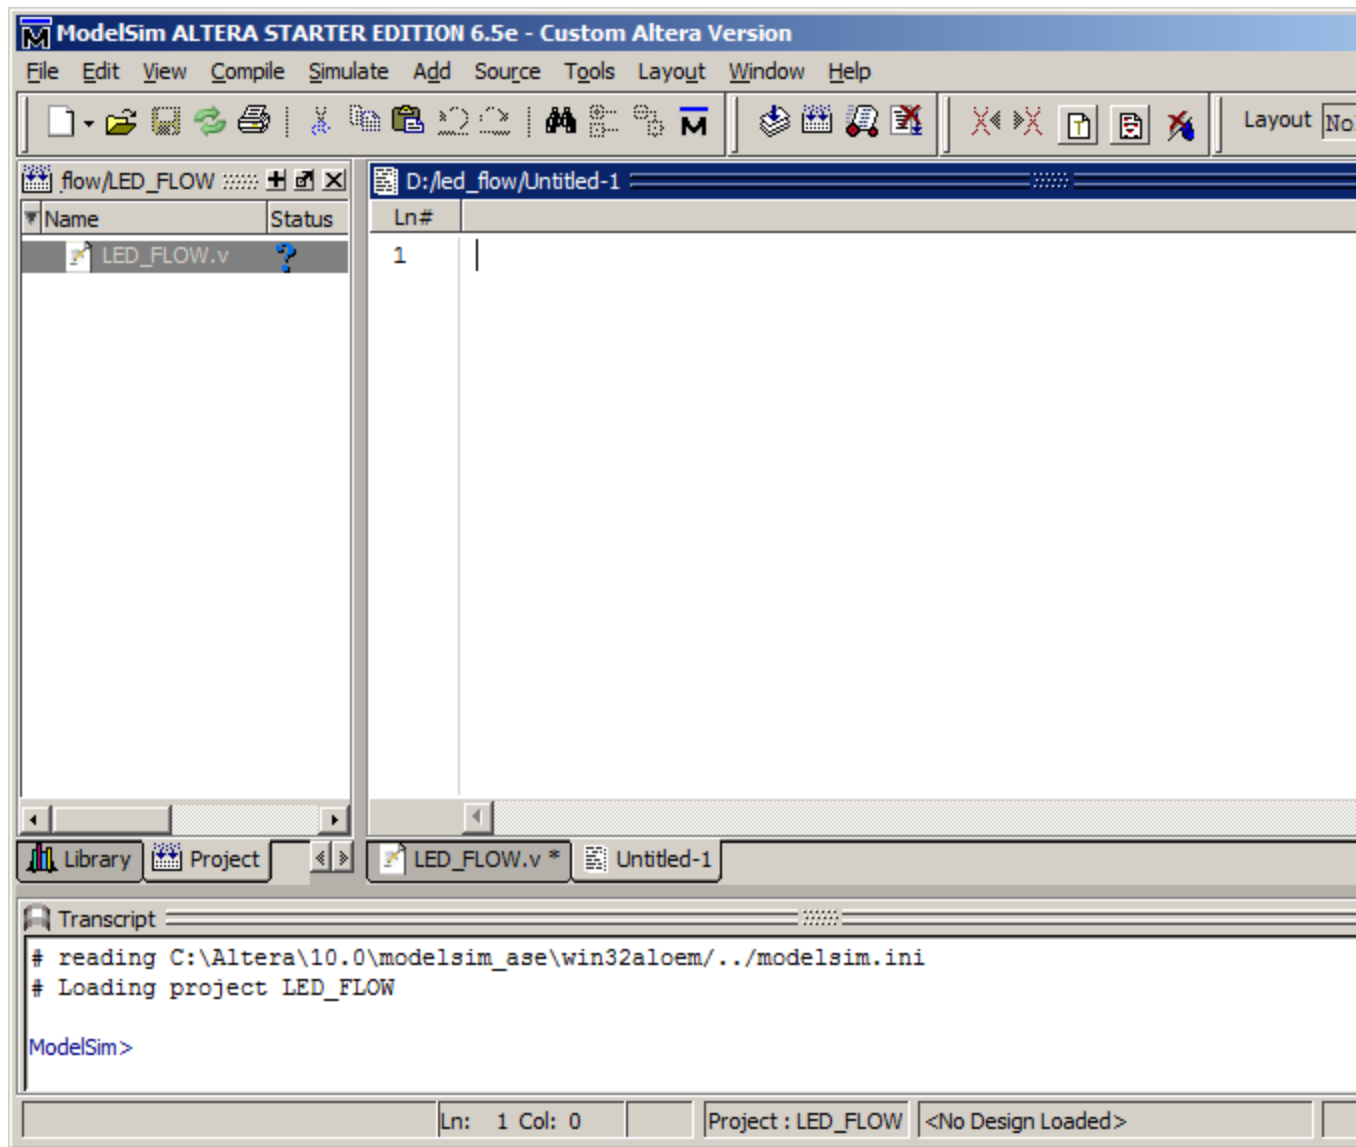 ModelSim ALTERA STARTER EDITION 6.5e - Custom Altera Version
File Edit View Compile Simulate Add Source Tools Layout Window Help
Layout No
flow/LED_FLOW
D:/led_flow/Untitled-1
Name Status
Ln#
LED_FLOW.v ?
1
Library Project
LED_FLOW.v * Untitled-1
Transcript
# reading C:\Altera\10.0\modelsim_ase\win32aloem/../modelsim.ini
# Loading project LED_FLOW
ModelSim>
Ln: 1 Col: 0 Project : LED_FLOW <No Design Loaded>